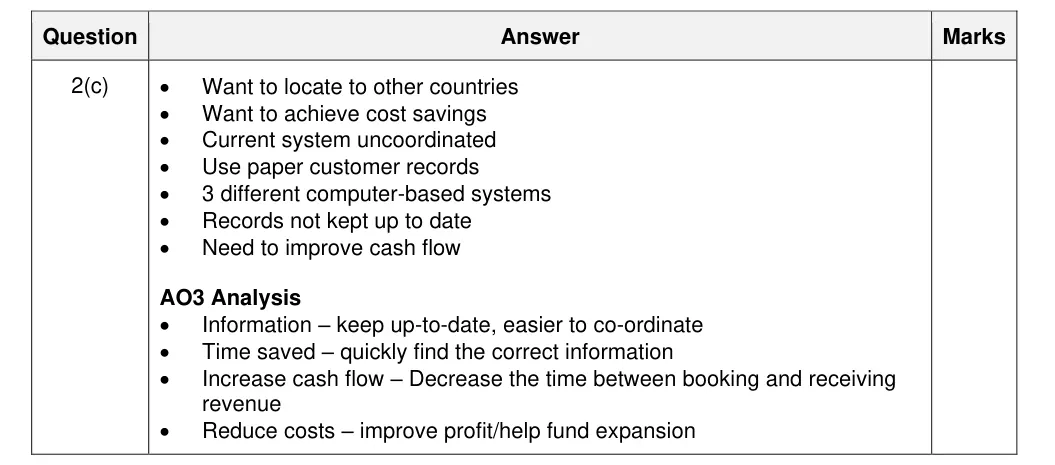 Question Answer Marks
2(c)
• Want to locate to other countries
• Want to achieve cost savings
• Current system uncoordinated
• Use paper customer records
• 3 different computer-based systems
• Records not kept up to date
• Need to improve cash flow
AO3 Analysis
• Information – keep up-to-date, easier to co-ordinate
• Time saved – quickly find the correct information
• Increase cash flow – Decrease the time between booking and receiving
revenue
• Reduce costs – improve profit/help fund expansion